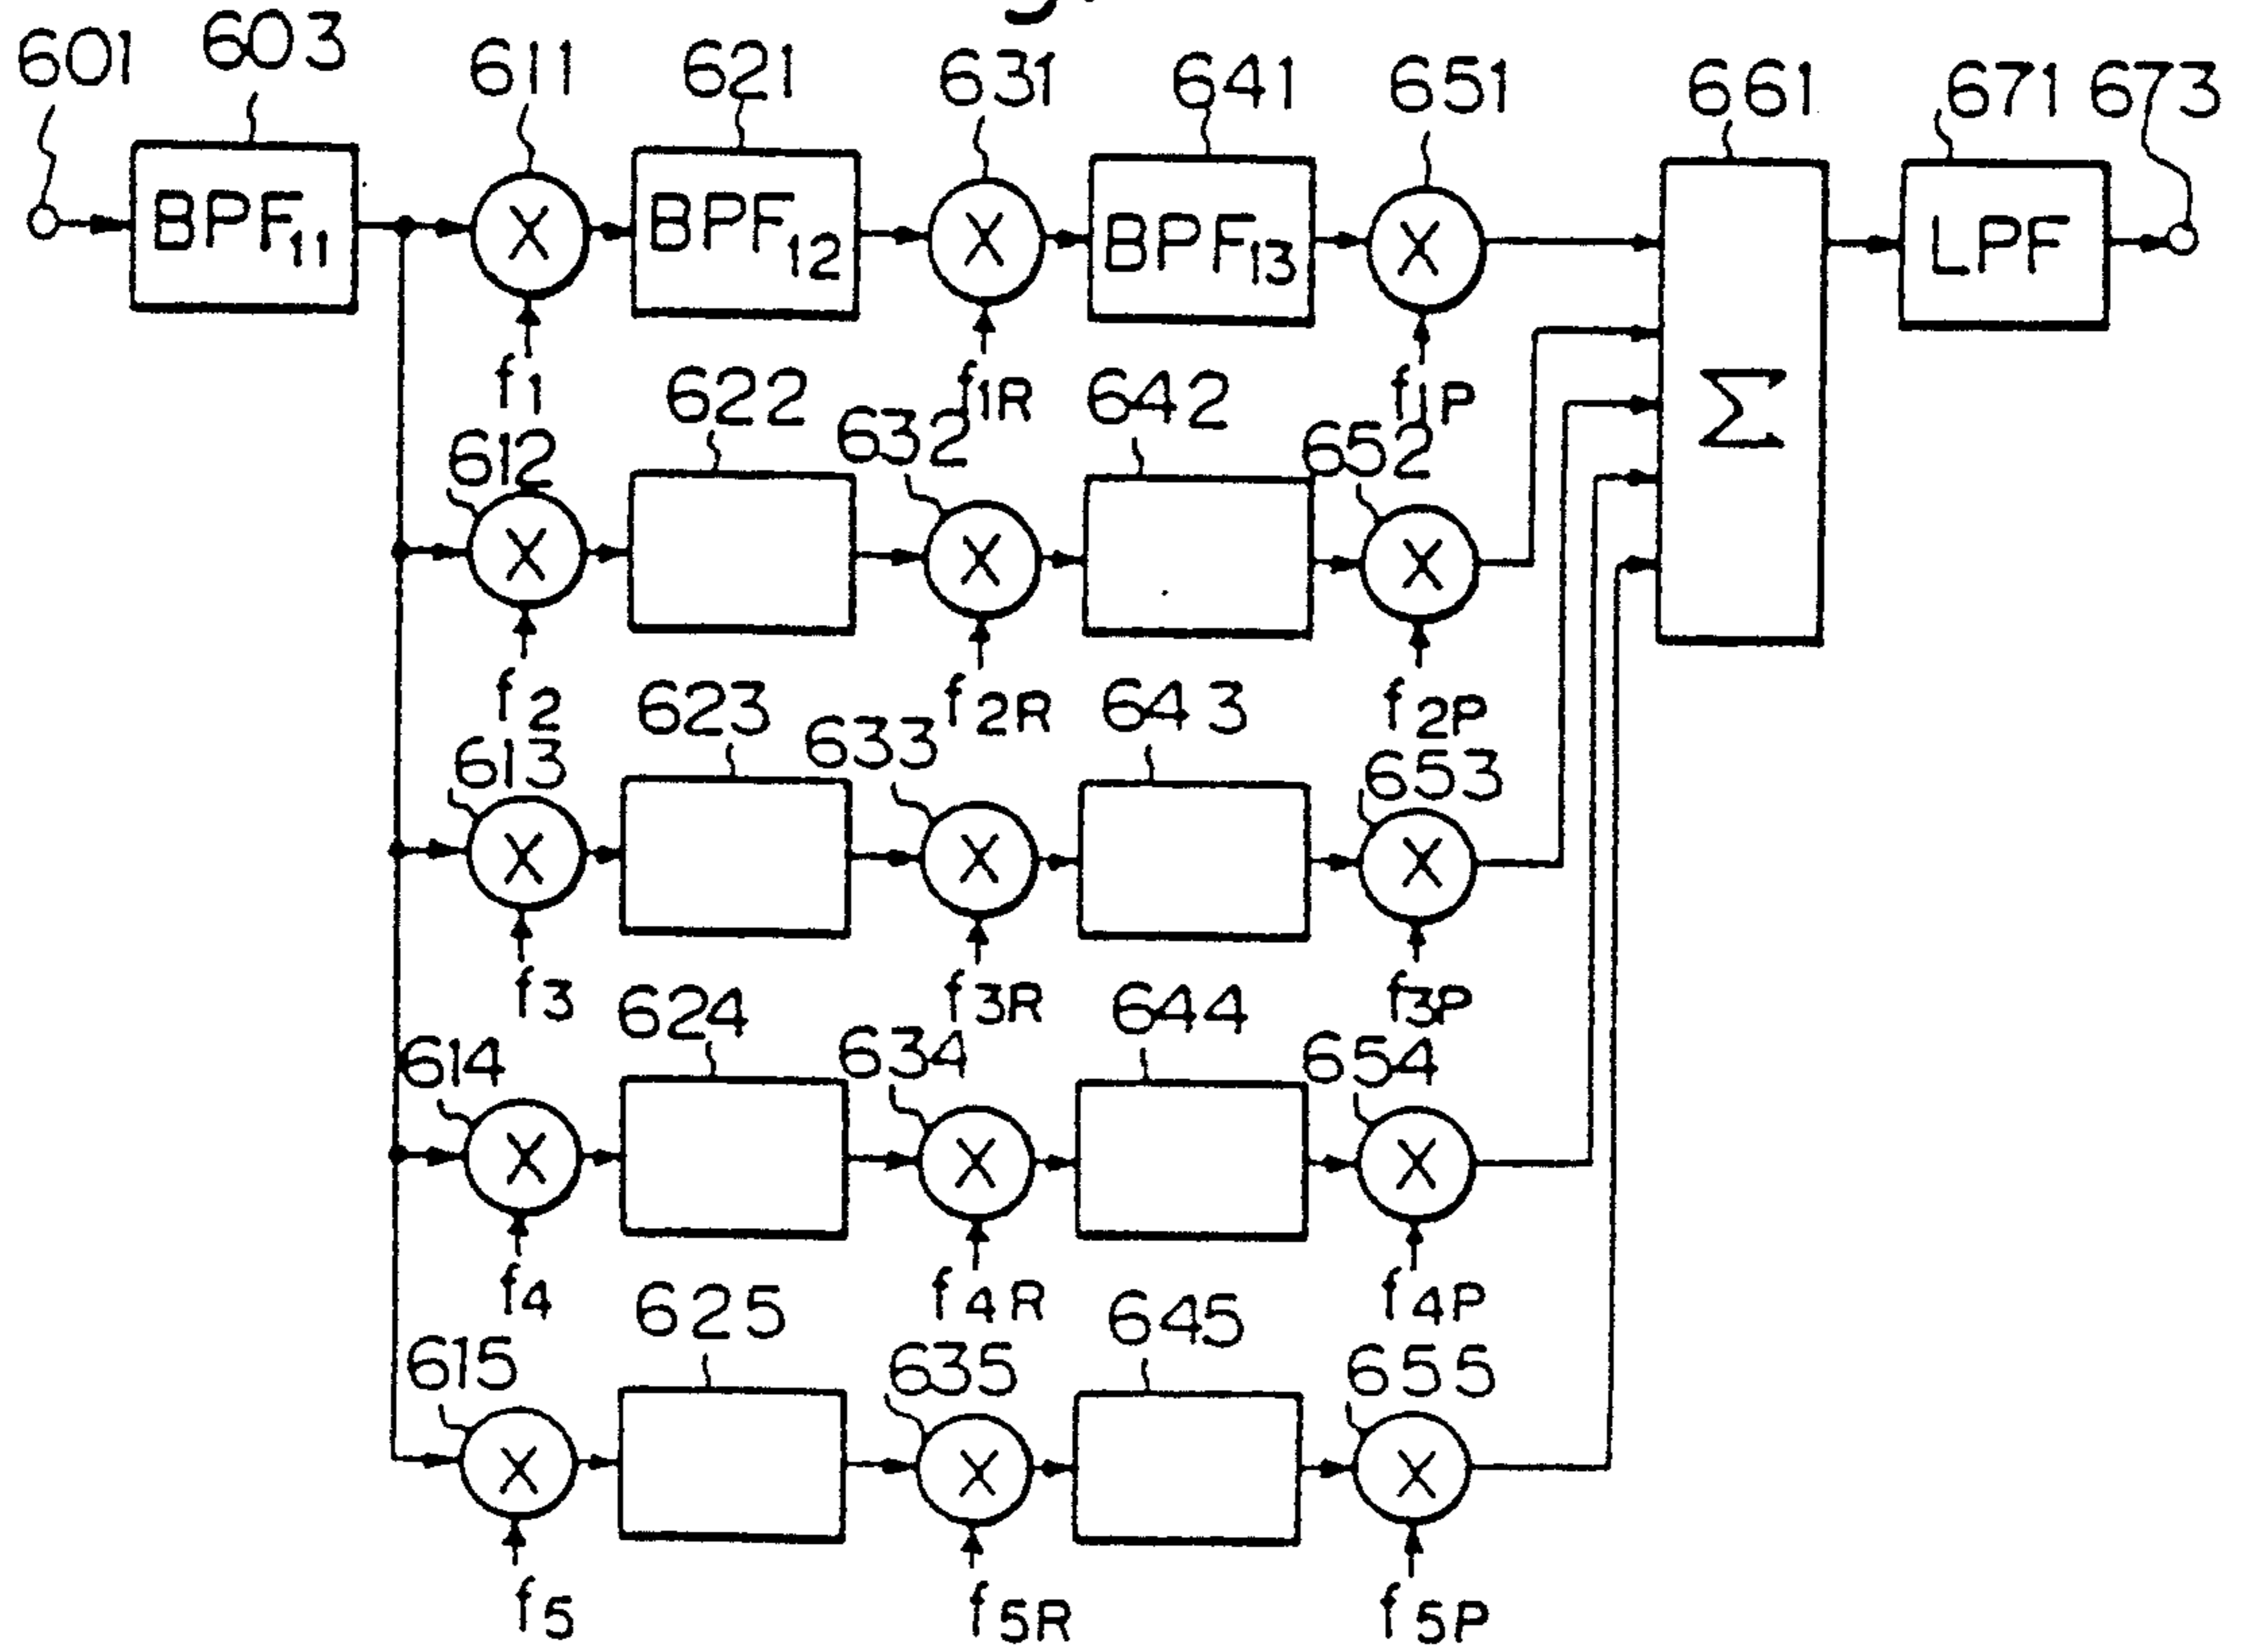 601 603 611 621 631 641 651 661 671 673
BPF11 X BPF12 X BPF13 X LPF
f1 f1R f1P Σ
612 622 632 642 652
X X X
f2 f2R f2P
613 623 633 643 653
X X X
f3 f3R f3P
614 624 634 644 654
X X X
f4 f4R f4P
615 625 635 645 655
X X X
f5 f5R f5P